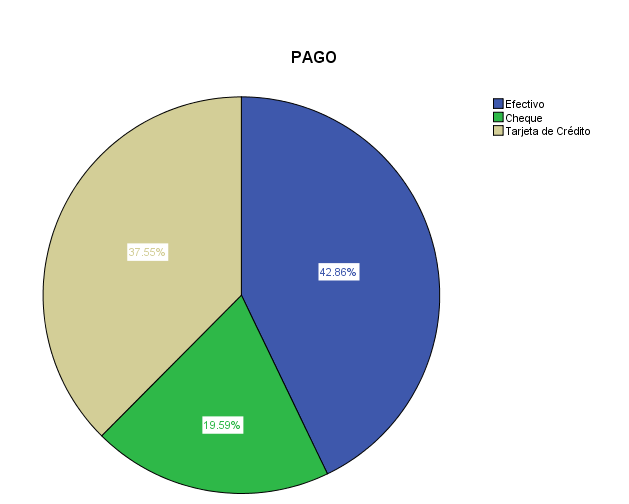 PAGO
Efectivo
Cheque
Tarjeta de Crédito
37.55%
42.86%
19.59%